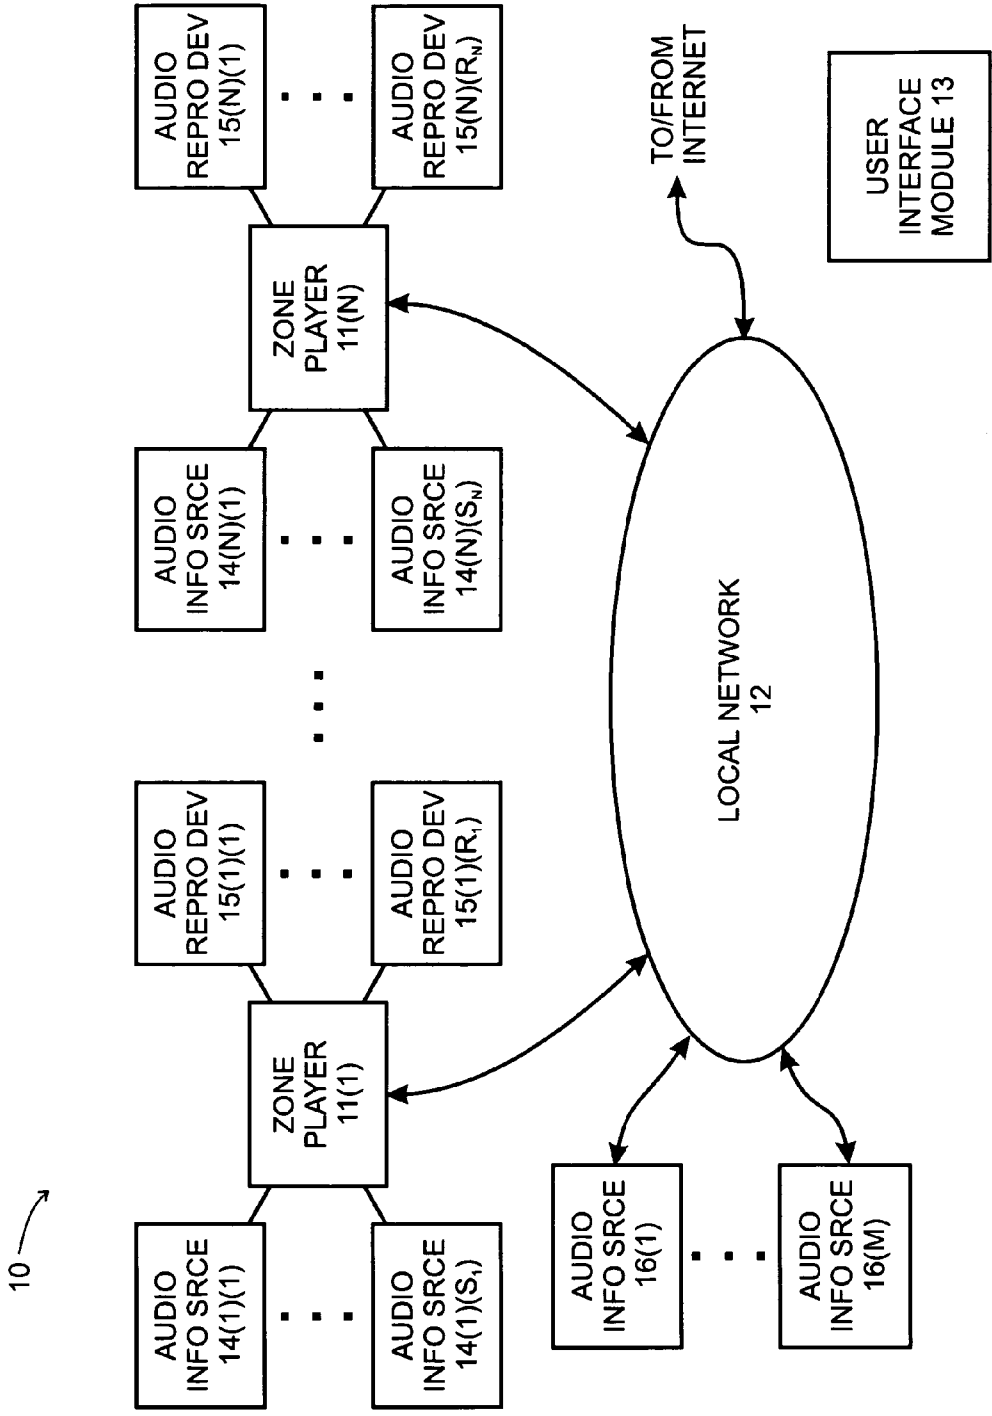 10
AUDIO
INFO SRCE
14(1)(1)
AUDIO
INFO SRCE
14(1)(S₁)
ZONE
PLAYER
11(1)
AUDIO
REPRO DEV
15(1)(1)
AUDIO
REPRO DEV
15(1)(R₁)
AUDIO
INFO SRCE
14(N)(1)
AUDIO
INFO SRCE
14(N)(S_N)
ZONE
PLAYER
11(N)
AUDIO
REPRO DEV
15(N)(1)
AUDIO
REPRO DEV
15(N)(R_N)
AUDIO
INFO SRCE
16(1)
AUDIO
INFO SRCE
16(M)
LOCAL NETWORK
12
TO/FROM
INTERNET
USER
INTERFACE
MODULE 13